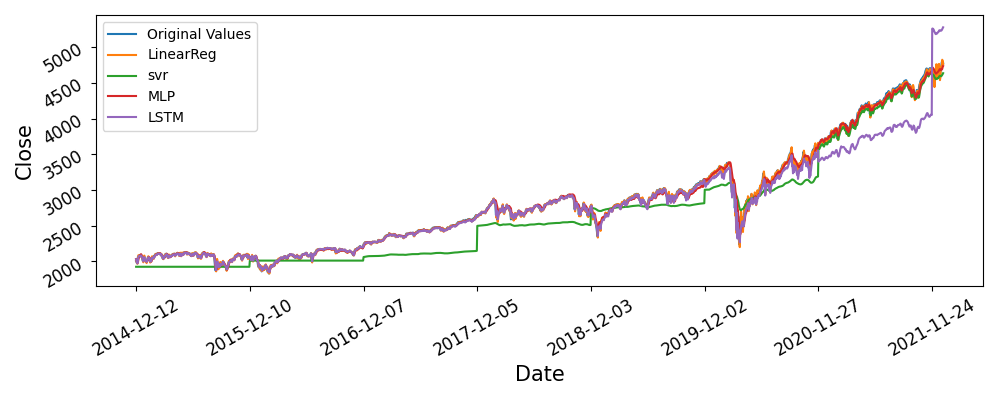 Original Values
LinearReg
svr
MLP
LSTM
Close
5000
4500
4000
3500
3000
2500
2000
2014-12-12
2015-12-10
2016-12-07
2017-12-05
2018-12-03
2019-12-02
2020-11-27
2021-11-24
Date